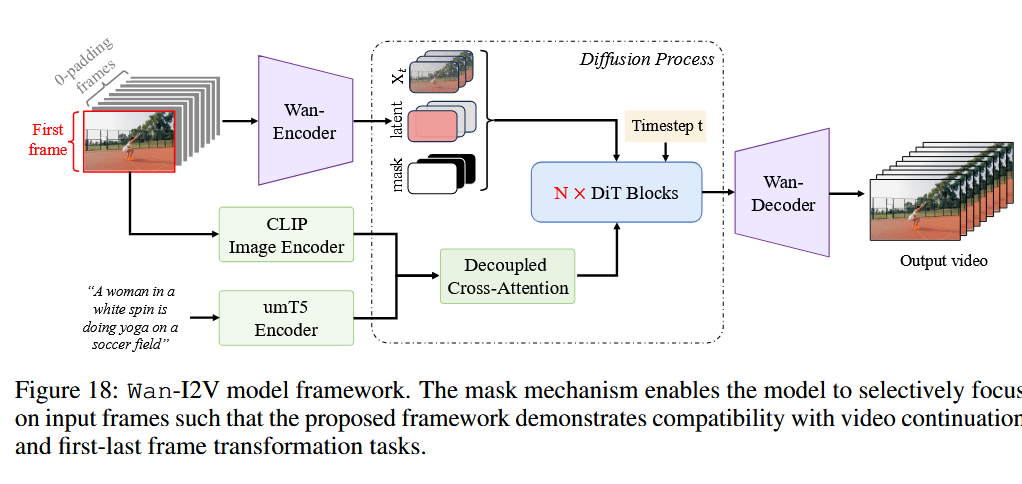 0-padding
frames
First
frame
Wan-
Encoder
X_t
latent
mask
Diffusion Process
Timestep t
N × DiT Blocks
Wan-
Decoder
Output video
CLIP
Image Encoder
Decoupled
Cross-Attention
“A woman in a
white spin is
doing yoga on a
soccer field”
umT5
Encoder
Figure 18: Wan-I2V model framework. The mask mechanism enables the model to selectively focus
on input frames such that the proposed framework demonstrates compatibility with video continuation
and first-last frame transformation tasks.